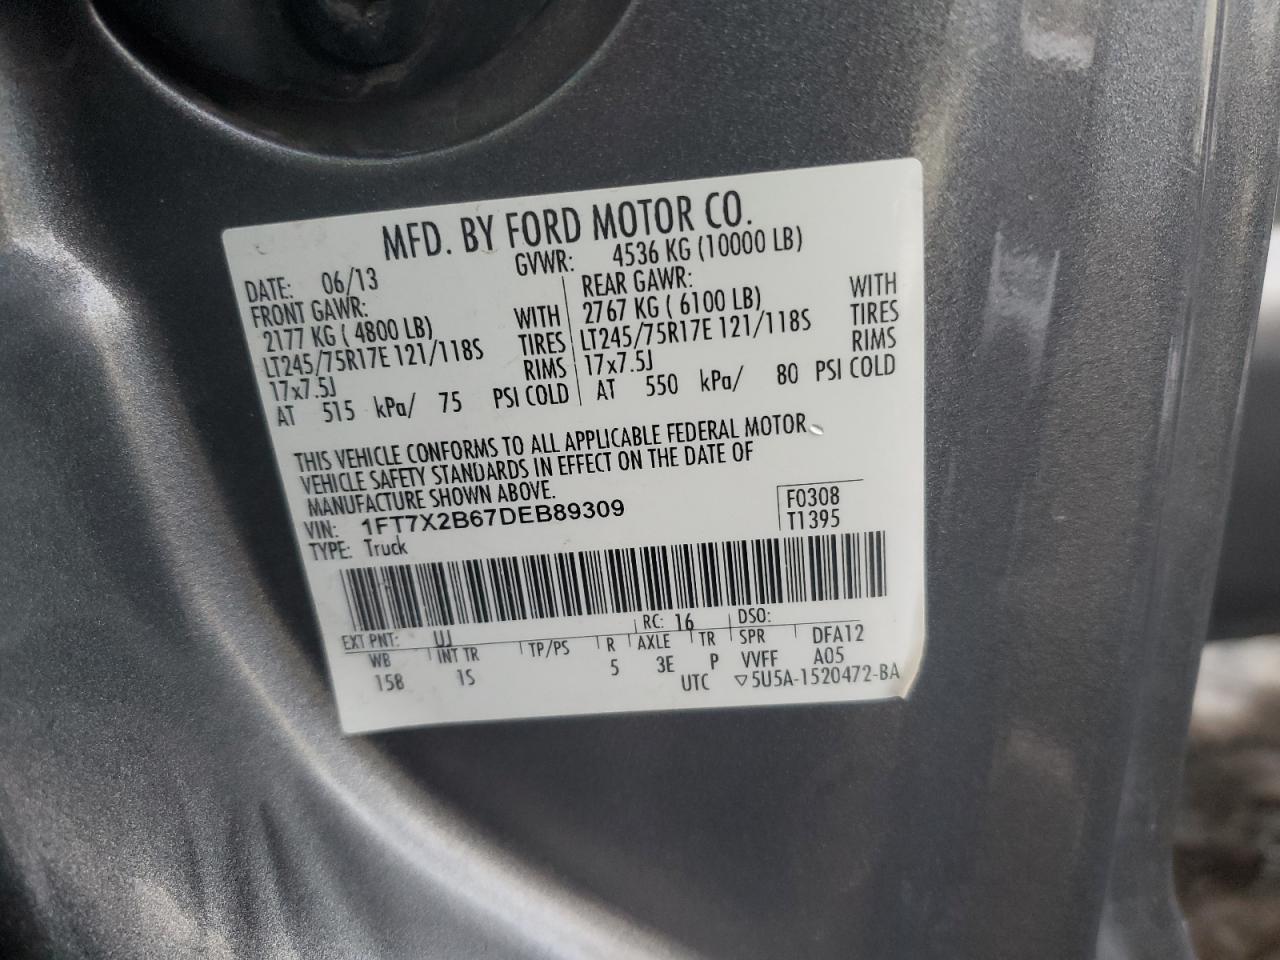 MFD. BY FORD MOTOR CO.
DATE: 06/13 GVWR: 4536 KG (10000 LB)
FRONT GAWR: REAR GAWR:
2177 KG ( 4800 LB) WITH 2767 KG ( 6100 LB) WITH
LT245/75R17E 121/118S TIRES LT245/75R17E 121/118S TIRES
17x7.5J RIMS 17x7.5J RIMS
AT 515 kPa/ 75 PSI COLD AT 550 kPa/ 80 PSI COLD
THIS VEHICLE CONFORMS TO ALL APPLICABLE FEDERAL MOTOR
VEHICLE SAFETY STANDARDS IN EFFECT ON THE DATE OF
MANUFACTURE SHOWN ABOVE.
VIN: 1FT7X2B67DEB89309 F0308
TYPE: Truck T1395
EXT PNT: UJ RC: 16 DSO:
WB INT TR TP/PS R AXLE TR SPR DFA12
158 1S 5 3E P VVFF A05
UTC ▽5U5A-1520472-BA